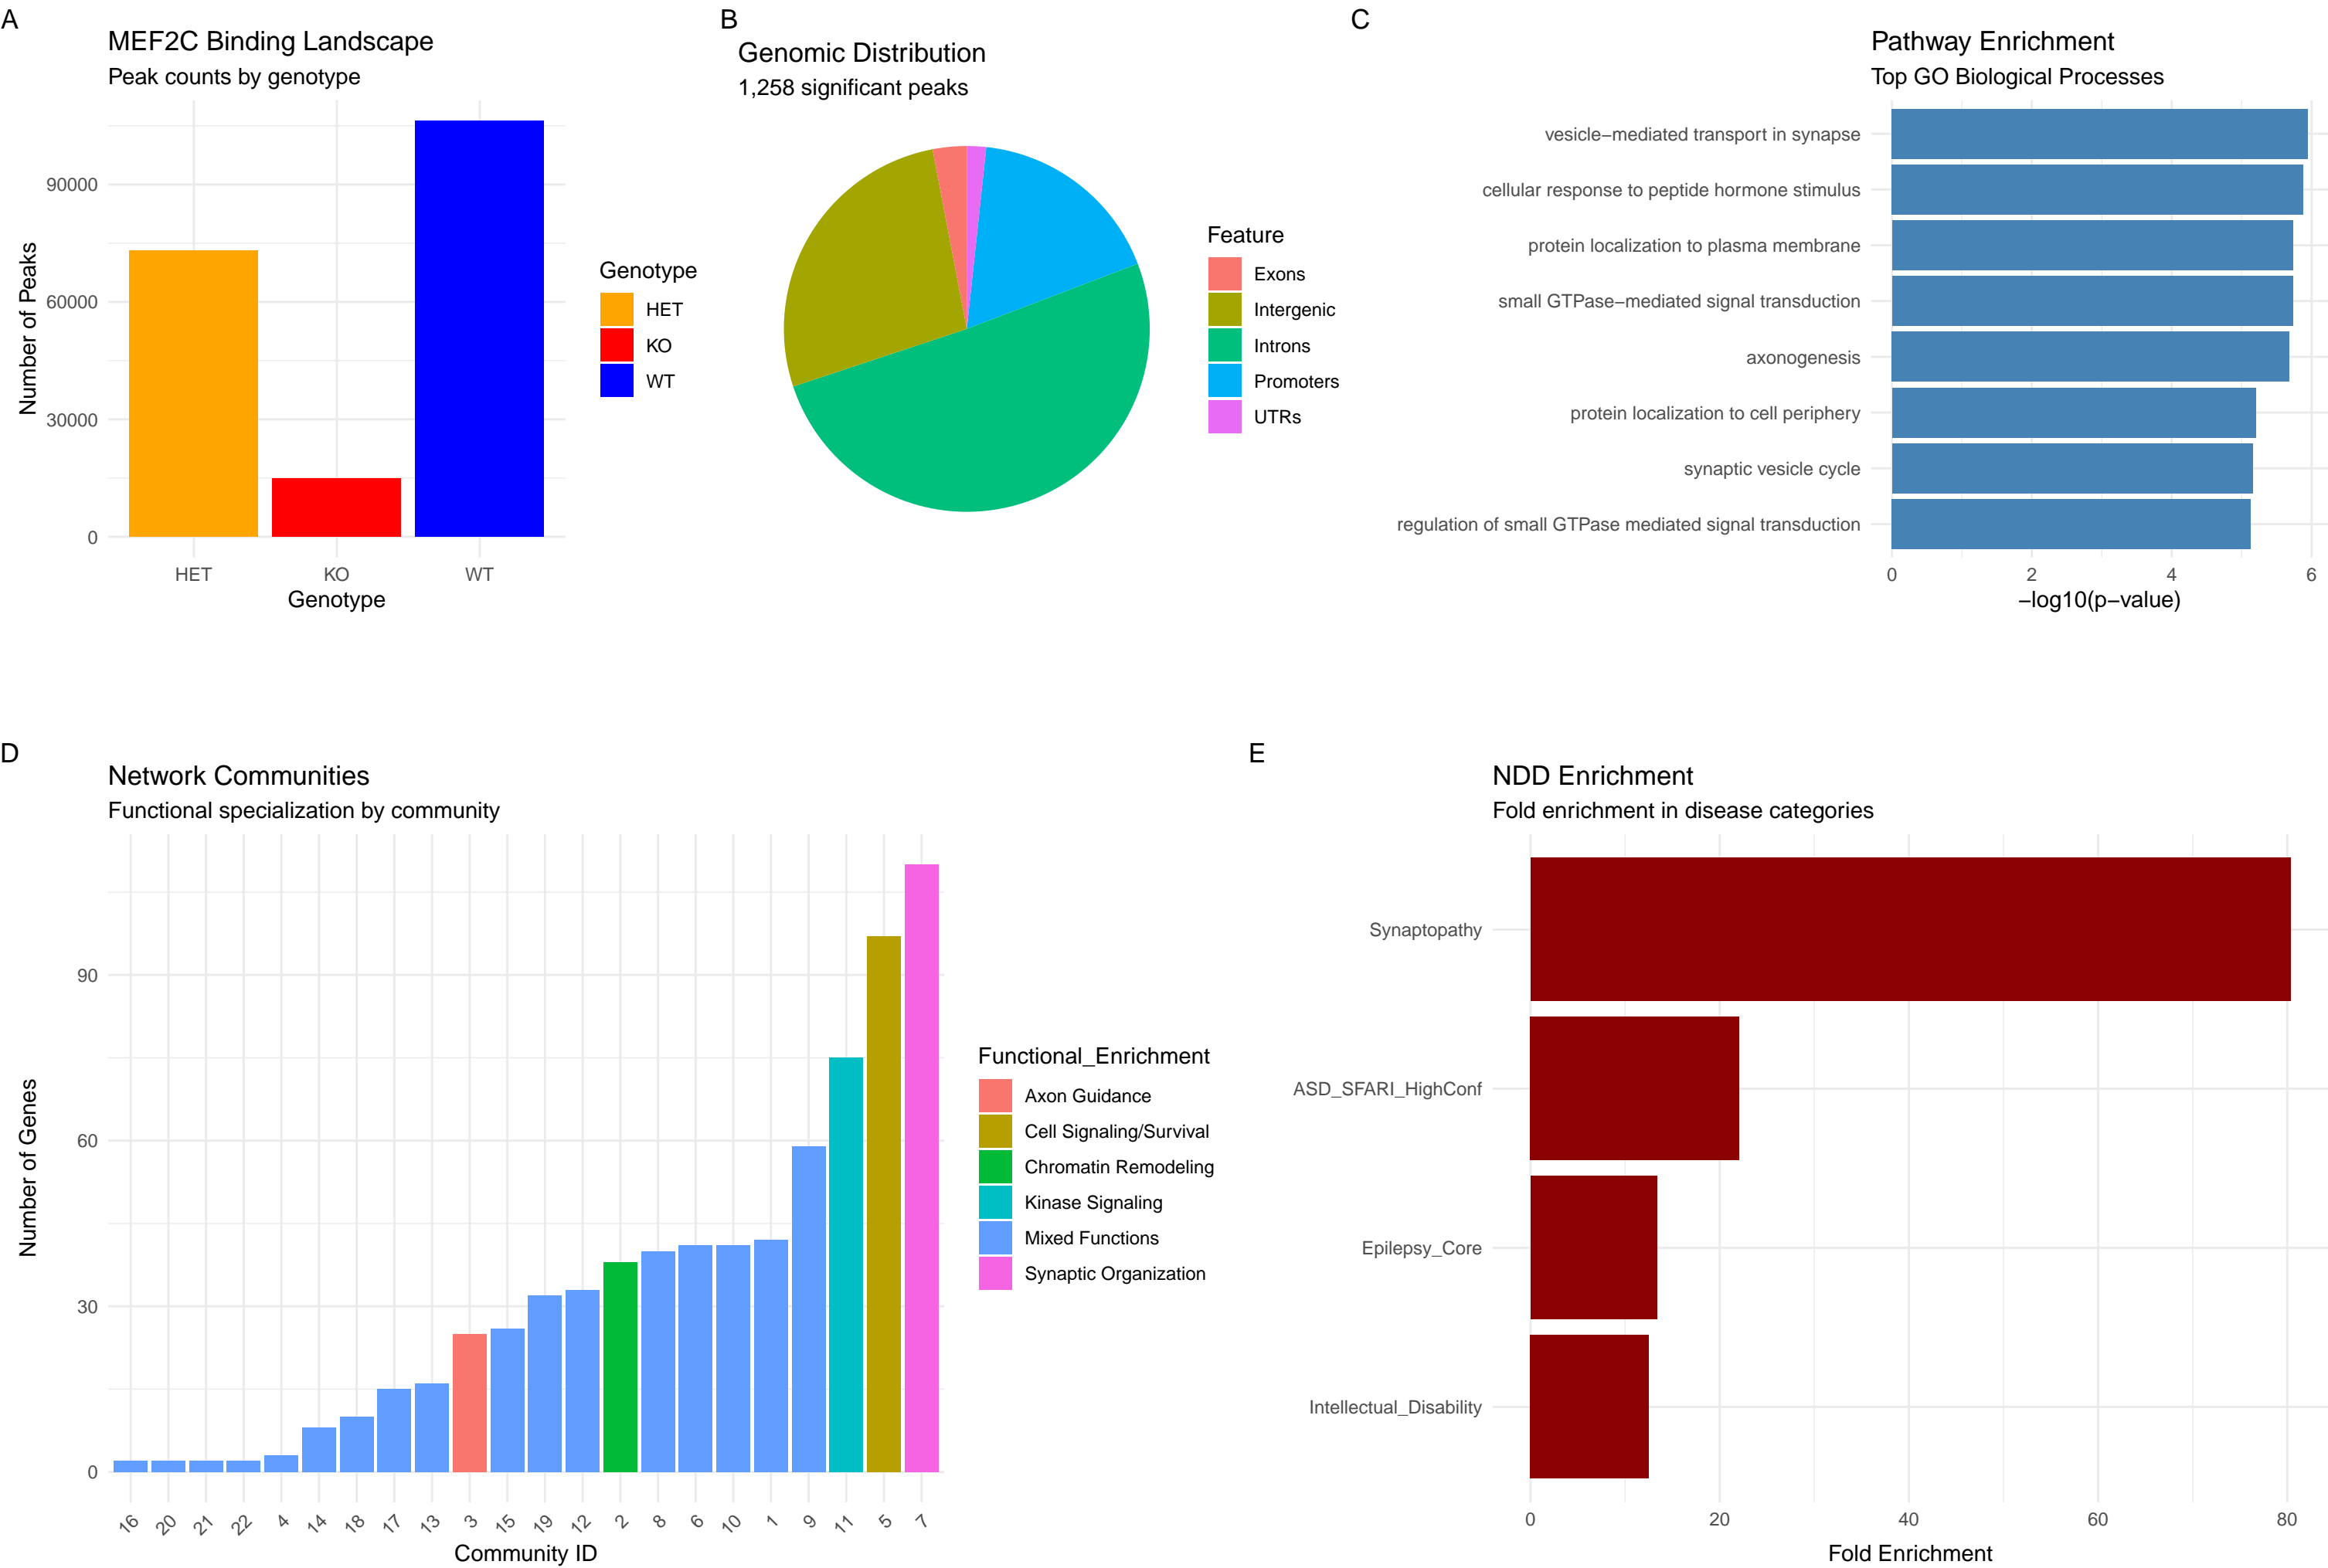 A
MEF2C Binding Landscape
Peak counts by genotype
Number of Peaks
90000
60000
30000
0
HET
KO
WT
Genotype
Genotype
HET
KO
WT
B
Genomic Distribution
1,258 significant peaks
Feature
Exons
Intergenic
Introns
Promoters
UTRs
C
Pathway Enrichment
Top GO Biological Processes
vesicle−mediated transport in synapse
cellular response to peptide hormone stimulus
protein localization to plasma membrane
small GTPase−mediated signal transduction
axonogenesis
protein localization to cell periphery
synaptic vesicle cycle
regulation of small GTPase mediated signal transduction
0
2
4
6
−log10(p−value)
D
Network Communities
Functional specialization by community
Number of Genes
90
60
30
0
16
20
21
22
4
14
18
17
13
3
15
19
12
2
8
6
10
1
9
11
5
7
Community ID
Functional_Enrichment
Axon Guidance
Cell Signaling/Survival
Chromatin Remodeling
Kinase Signaling
Mixed Functions
Synaptic Organization
E
NDD Enrichment
Fold enrichment in disease categories
Synaptopathy
ASD_SFARI_HighConf
Epilepsy_Core
Intellectual_Disability
0
20
40
60
80
Fold Enrichment